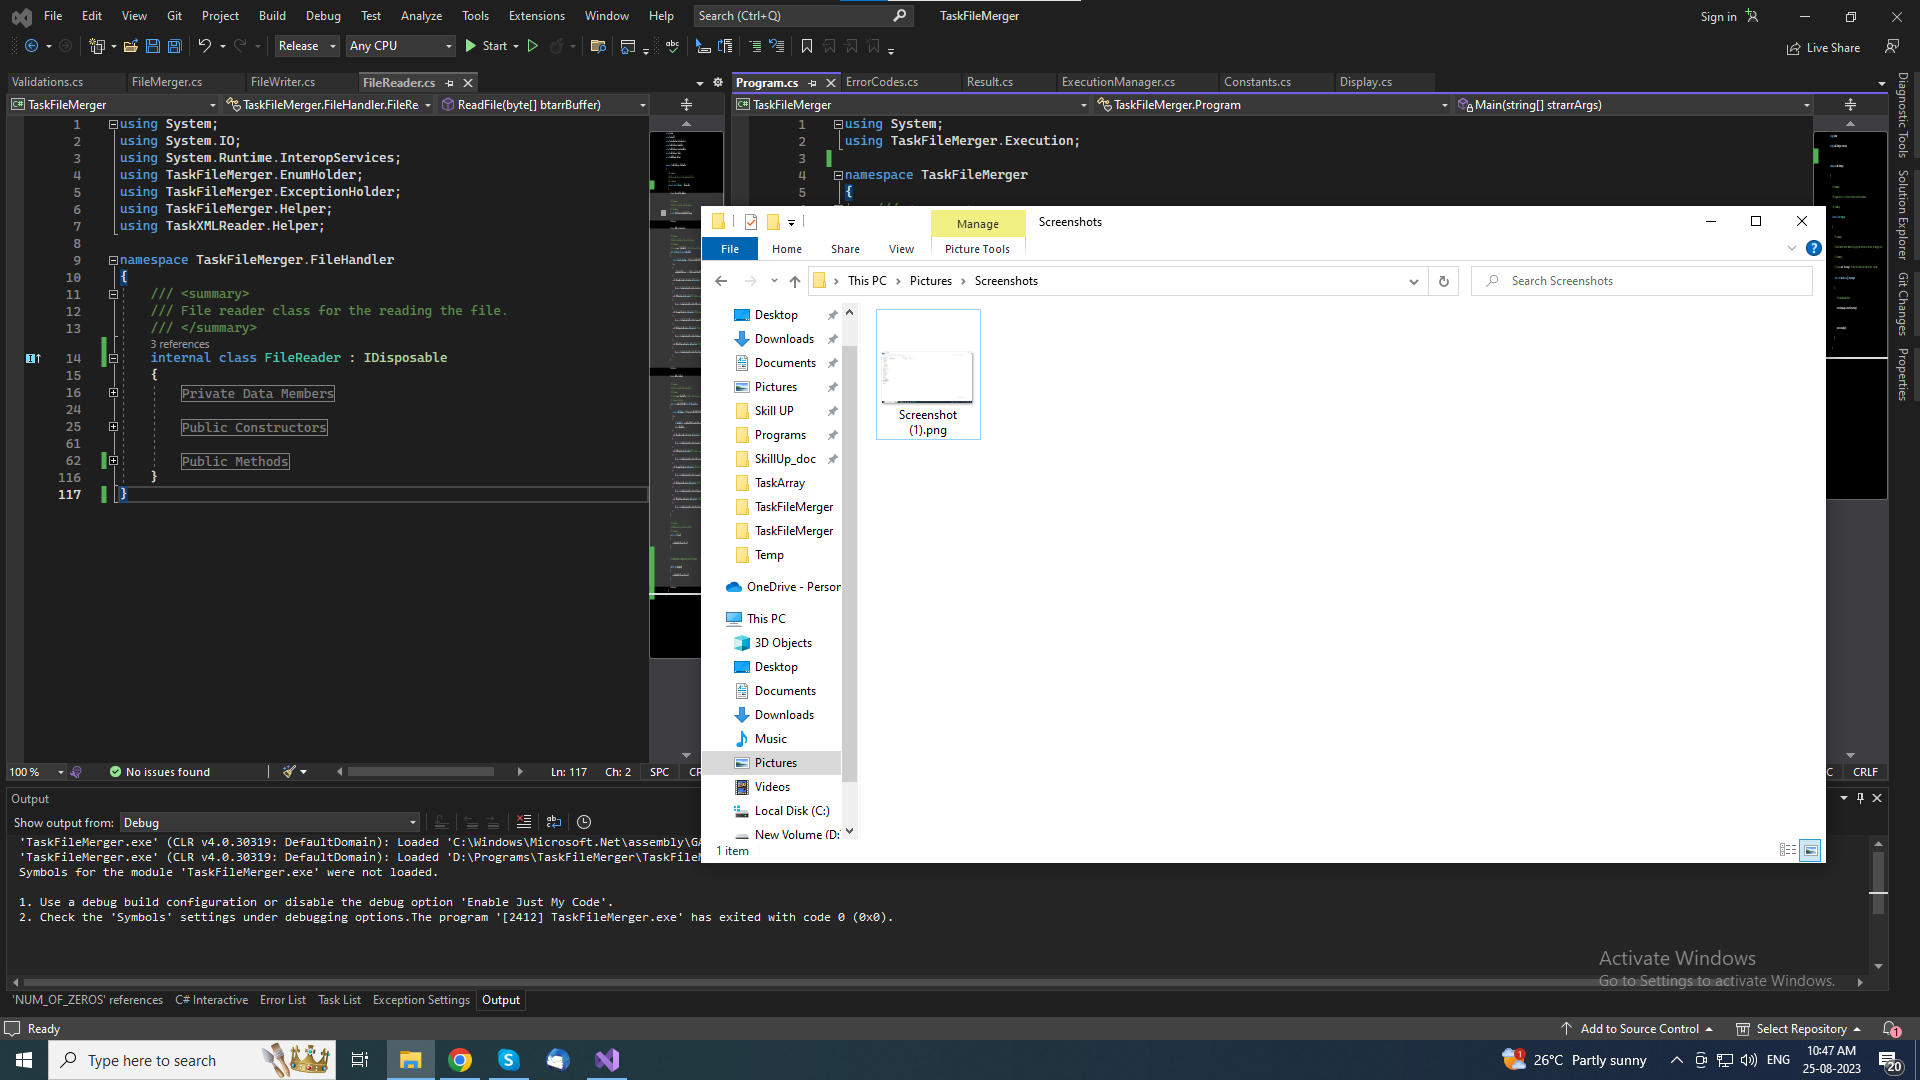 File Edit View Git Project Build Debug Test Analyze Tools Extensions Window Help Search (Ctrl+Q) TaskFileMerger Sign in
Release Any CPU Start Live Share
Validations.cs FileMerger.cs FileWriter.cs FileReader.cs
TaskFileMerger TaskFileMerger.FileHandler.FileRe ReadFile(byte[] btarrBuffer)
1 using System;
2 using System.IO;
3 using System.Runtime.InteropServices;
4 using TaskFileMerger.EnumHolder;
5 using TaskFileMerger.ExceptionHolder;
6 using TaskFileMerger.Helper;
7 using TaskXMLReader.Helper;
8
9 namespace TaskFileMerger.FileHandler
10 {
11 /// <summary>
12 /// File reader class for the reading the file.
13 /// </summary>
3 references
14 internal class FileReader : IDisposable
15 {
16 Private Data Members
24
25 Public Constructors
61
62 Public Methods
116 }
117 }
100 % No issues found Ln: 117 Ch: 2 SPC CR
Program.cs ErrorCodes.cs Result.cs ExecutionManager.cs Constants.cs Display.cs
TaskFileMerger TaskFileMerger.Program Main(string[] strarrArgs)
1 using System;
2 using TaskFileMerger.Execution;
3
4 namespace TaskFileMerger
5 {
C CRLF
Diagnostic Tools
Solution Explorer
Git Changes
Properties
Manage Screenshots
File Home Share View Picture Tools
This PC Pictures Screenshots Search Screenshots
Desktop
Downloads
Documents
Pictures
Skill UP
Programs
SkillUp_doc
TaskArray
TaskFileMerger
TaskFileMerger
Temp
OneDrive - Person
This PC
3D Objects
Desktop
Documents
Downloads
Music
Pictures
Videos
Local Disk (C:)
New Volume (D:
Screenshot
(1).png
1 item
Output
Show output from: Debug
'TaskFileMerger.exe' (CLR v4.0.30319: DefaultDomain): Loaded 'C:\Windows\Microsoft.Net\assembly\GA
'TaskFileMerger.exe' (CLR v4.0.30319: DefaultDomain): Loaded 'D:\Programs\TaskFileMerger\TaskFileM
Symbols for the module 'TaskFileMerger.exe' were not loaded.
1. Use a debug build configuration or disable the debug option 'Enable Just My Code'.
2. Check the 'Symbols' settings under debugging options.The program '[2412] TaskFileMerger.exe' has exited with code 0 (0x0).
Activate Windows
Go to Settings to activate Windows.
'NUM_OF_ZEROS' references C# Interactive Error List Task List Exception Settings Output
Ready Add to Source Control Select Repository 1
Type here to search 1 26°C Partly sunny ENG 10:47 AM
25-08-2023 20